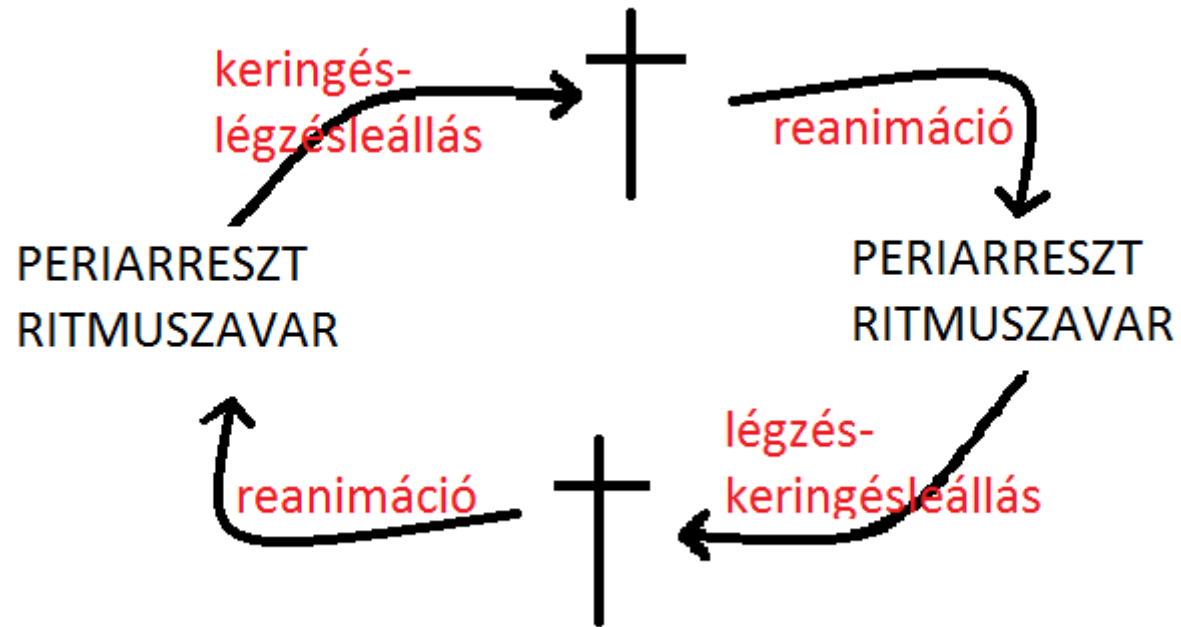 keringés-
légzésleállás
reanimáció
PERIARRESZT
RITMUSZAVAR
PERIARRESZT
RITMUSZAVAR
légzés-
keringésleállás
reanimáció